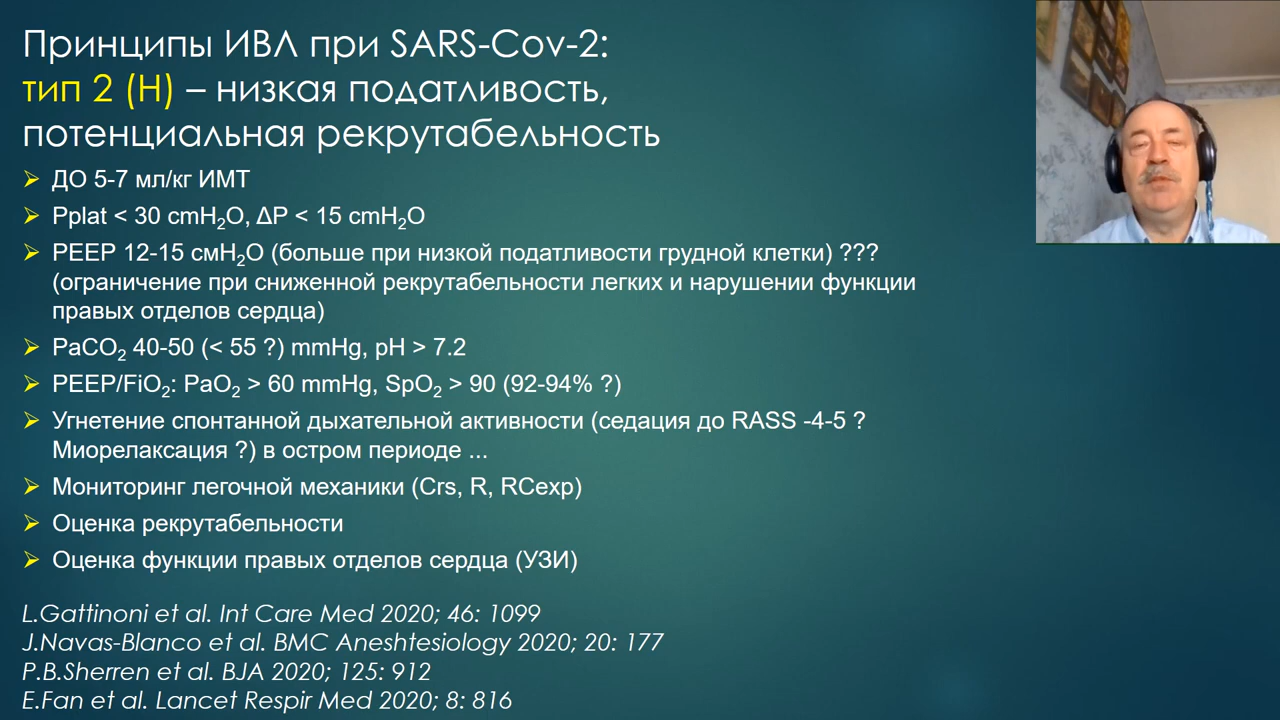 Принципы ИВЛ при SARS-Cov-2:
тип 2 (H) – низкая податливость,
потенциальная рекрутабельность
ДО 5-7 мл/кг ИМТ
Pplat < 30 cmH₂O, ΔP < 15 cmH₂O
PEEP 12-15 смH₂O (больше при низкой податливости грудной клетки) ???
(ограничение при сниженной рекрутабельности легких и нарушении функции
правых отделов сердца)
PaCO₂ 40-50 (< 55 ?) mmHg, pH > 7.2
PEEP/FiO₂: PaO₂ > 60 mmHg, SpO₂ > 90 (92-94% ?)
Угнетение спонтанной дыхательной активности (седация до RASS -4-5 ?
Миорелаксация ?) в остром периоде ...
Мониторинг легочной механики (Crs, R, RCexp)
Оценка рекрутабельности
Оценка функции правых отделов сердца (УЗИ)
L.Gattinoni et al. Int Care Med 2020; 46: 1099
J.Navas-Blanco et al. BMC Aneshtesiology 2020; 20: 177
P.B.Sherren et al. BJA 2020; 125: 912
E.Fan et al. Lancet Respir Med 2020; 8: 816